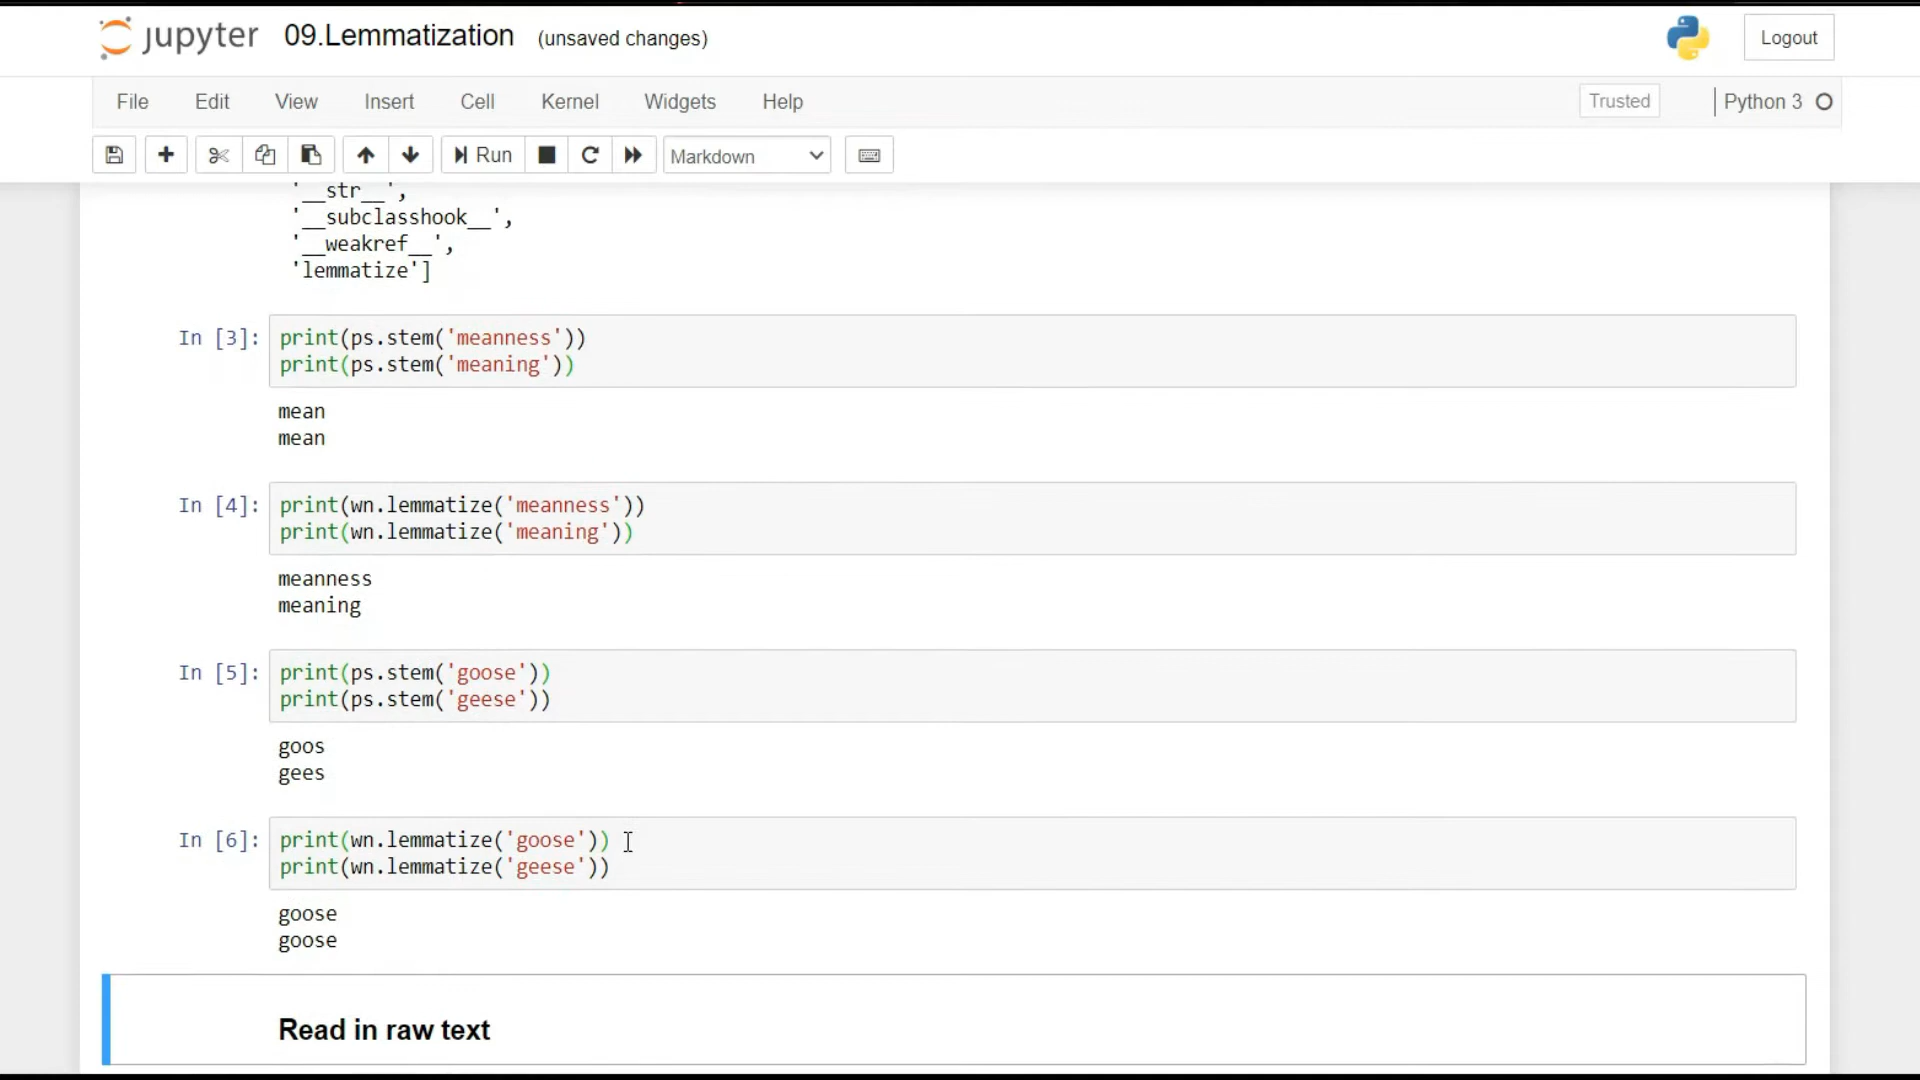 jupyter 09.Lemmatization (unsaved changes) Logout
File Edit View Insert Cell Kernel Widgets Help Trusted Python 3
Run Markdown
'__str__',
'__subclasshook__',
'__weakref__',
'lemmatize']
In [3]: print(ps.stem('meanness'))
print(ps.stem('meaning'))
mean
mean
In [4]: print(wn.lemmatize('meanness'))
print(wn.lemmatize('meaning'))
meanness
meaning
In [5]: print(ps.stem('goose'))
print(ps.stem('geese'))
goos
gees
In [6]: print(wn.lemmatize('goose'))
print(wn.lemmatize('geese'))
goose
goose
Read in raw text